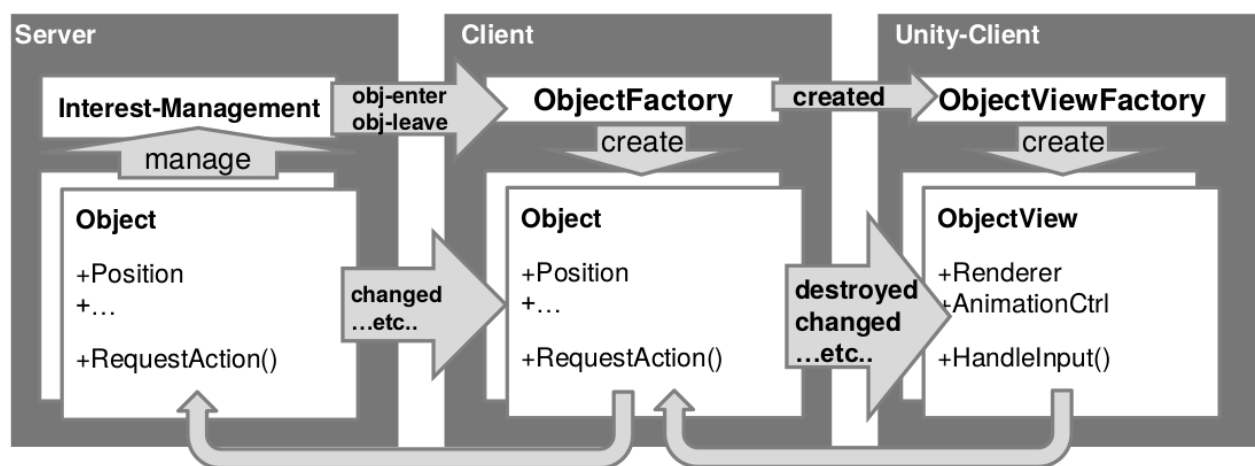 Server
Interest-Management
manage
Object
+Position
+...
+RequestAction()
obj-enter
obj-leave
changed
...etc..
Client
ObjectFactory
create
Object
+Position
+...
+RequestAction()
created
destroyed
changed
...etc..
Unity-Client
ObjectViewFactory
create
ObjectView
+Renderer
+AnimationCtrl
+HandleInput()